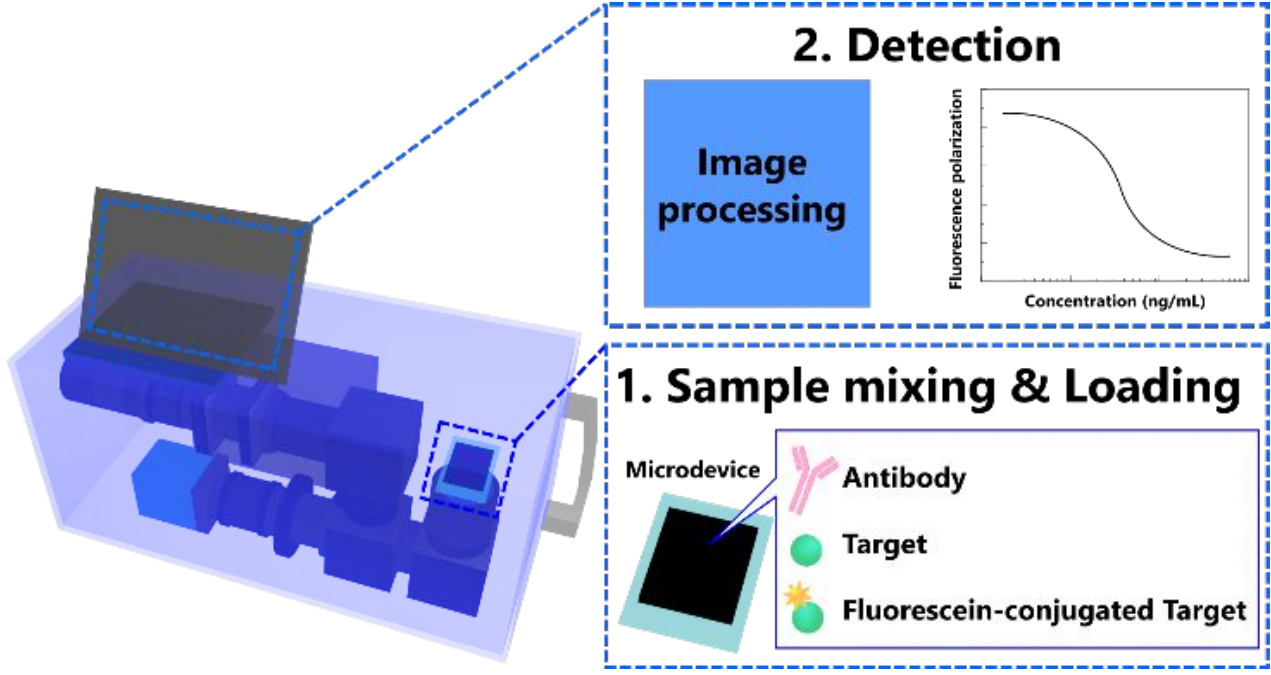 2. Detection
Image
processing
Fluorescence polarization
Concentration (ng/mL)
1. Sample mixing & Loading
Microdevice
Antibody
Target
Fluorescein-conjugated Target